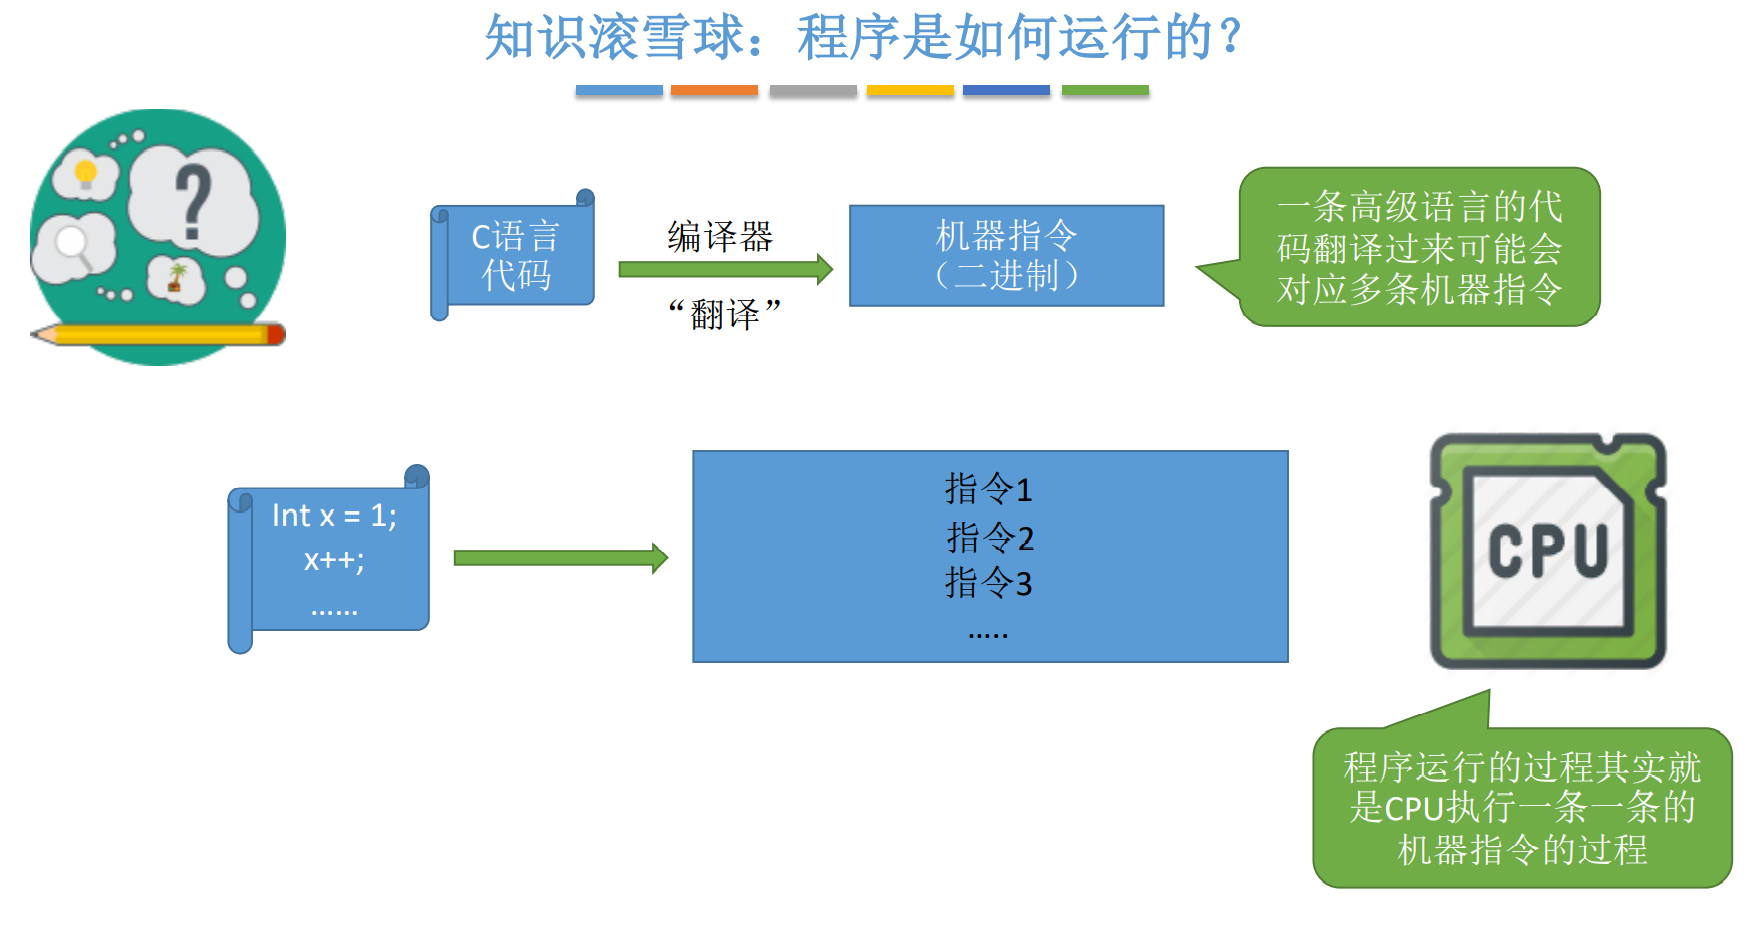 知识滚雪球：程序是如何运行的？
?
C语言
代码
编译器
“翻译”
机器指令
（二进制）
一条高级语言的代
码翻译过来可能会
对应多条机器指令
Int x = 1;
x++;
……
指令1
指令2
指令3
…..
CPU
程序运行的过程其实就
是CPU执行一条一条的
机器指令的过程